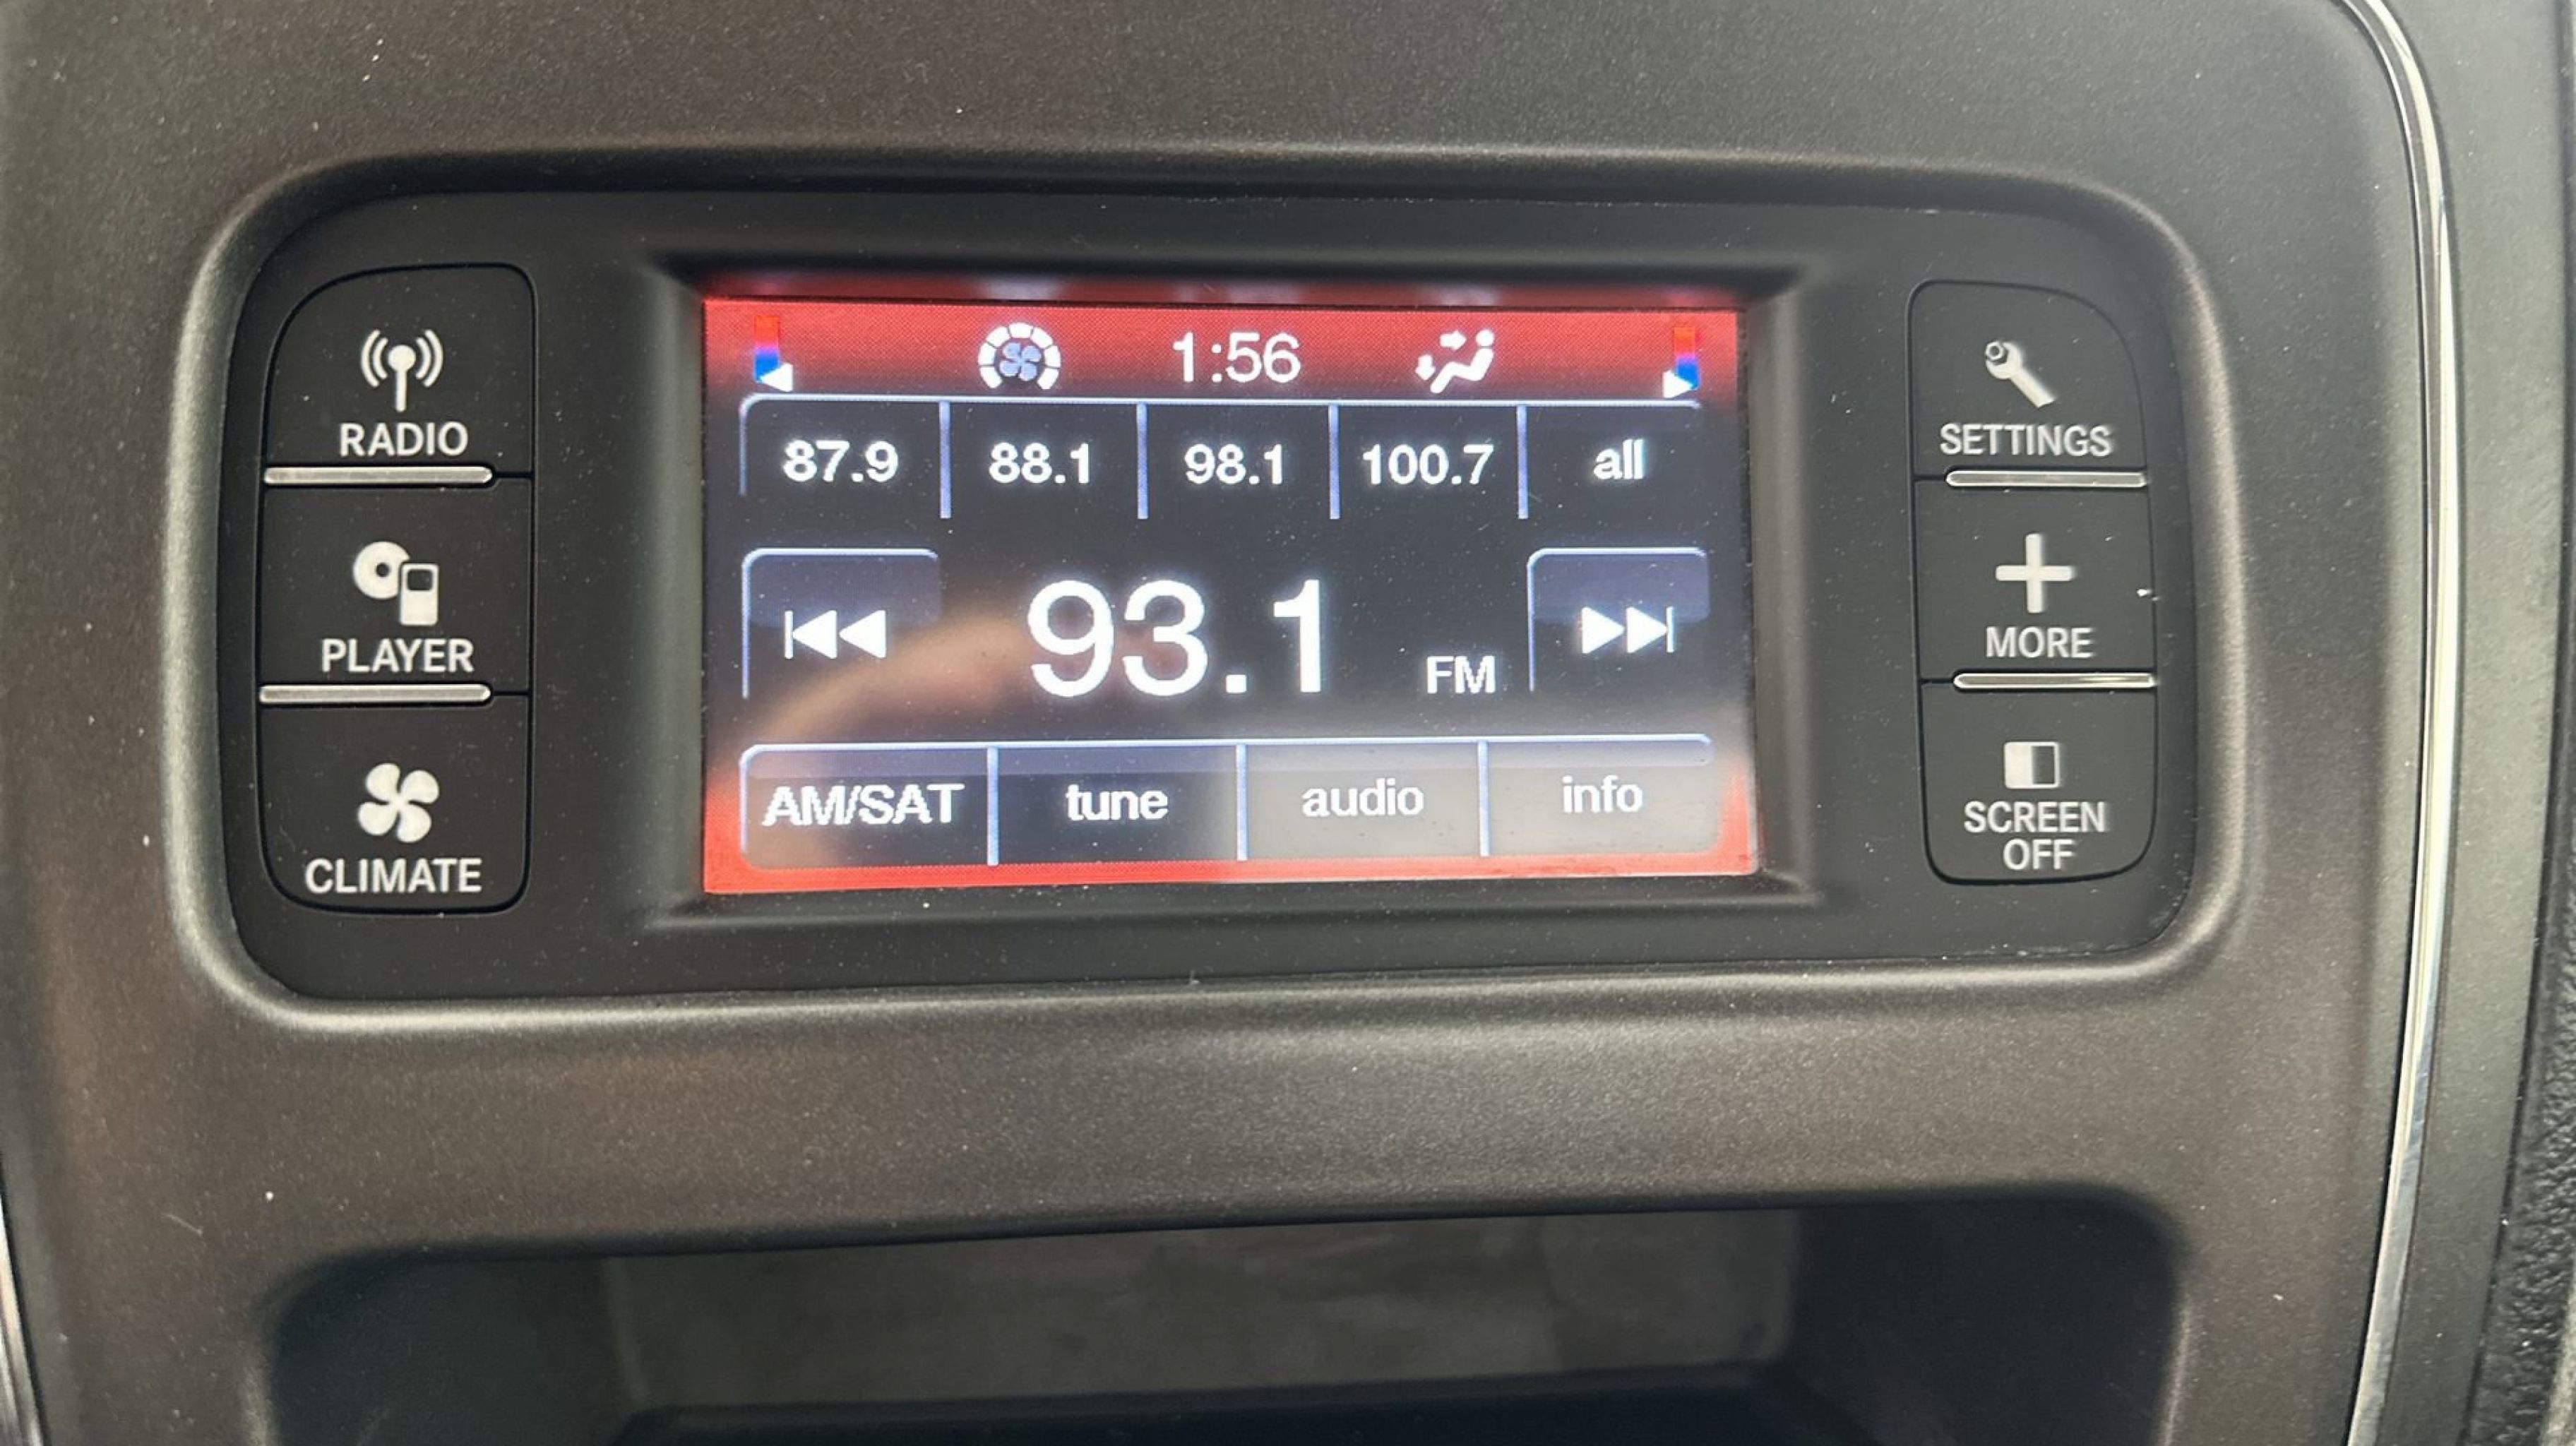 RADIO
PLAYER
CLIMATE
1:56
87.9 88.1 98.1 100.7 all
93.1 FM
AM/SAT tune audio info
SETTINGS
MORE
SCREEN
OFF